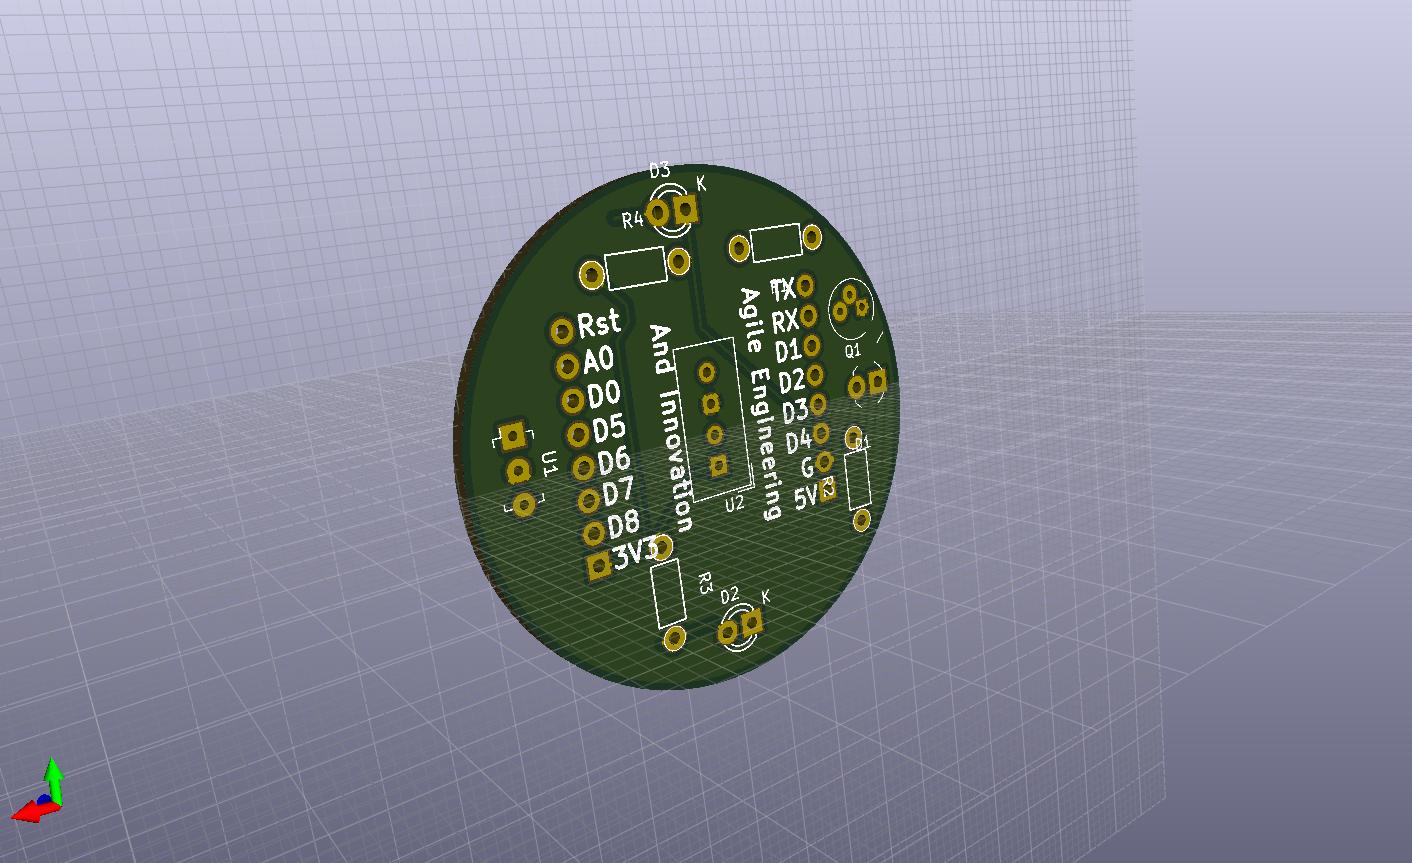 D3
K
R4
Rst
A0
D0
D5
D6
D7
D8
3V3
U1
And Innovation
Agile Engineering
U2
TX
RX
D1
D2
D3
D4
G
5V
Q1
D1
R2
R3
D2
K